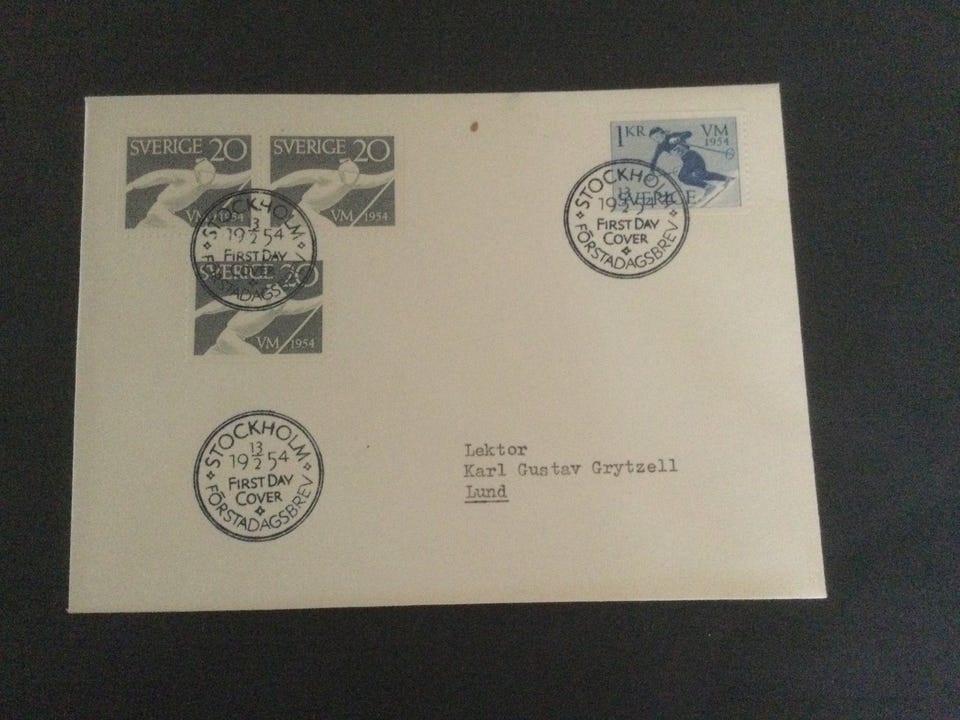 SVERIGE 20
VM 1954
SVERIGE 20
VM 1954
1 KR VM
1954
SVERIGE
STOCKHOLM
19 13/2 54
FIRST DAY
COVER
FÖRSTADAGSBREV
STOCKHOLM
19 13/2 54
FIRST DAY
COVER
FÖRSTADAGSBREV
SVERIGE 20
VM 1954
STOCKHOLM
19 13/2 54
FIRST DAY
COVER
FÖRSTADAGSBREV
Lektor
Karl Gustav Grytzell
Lund